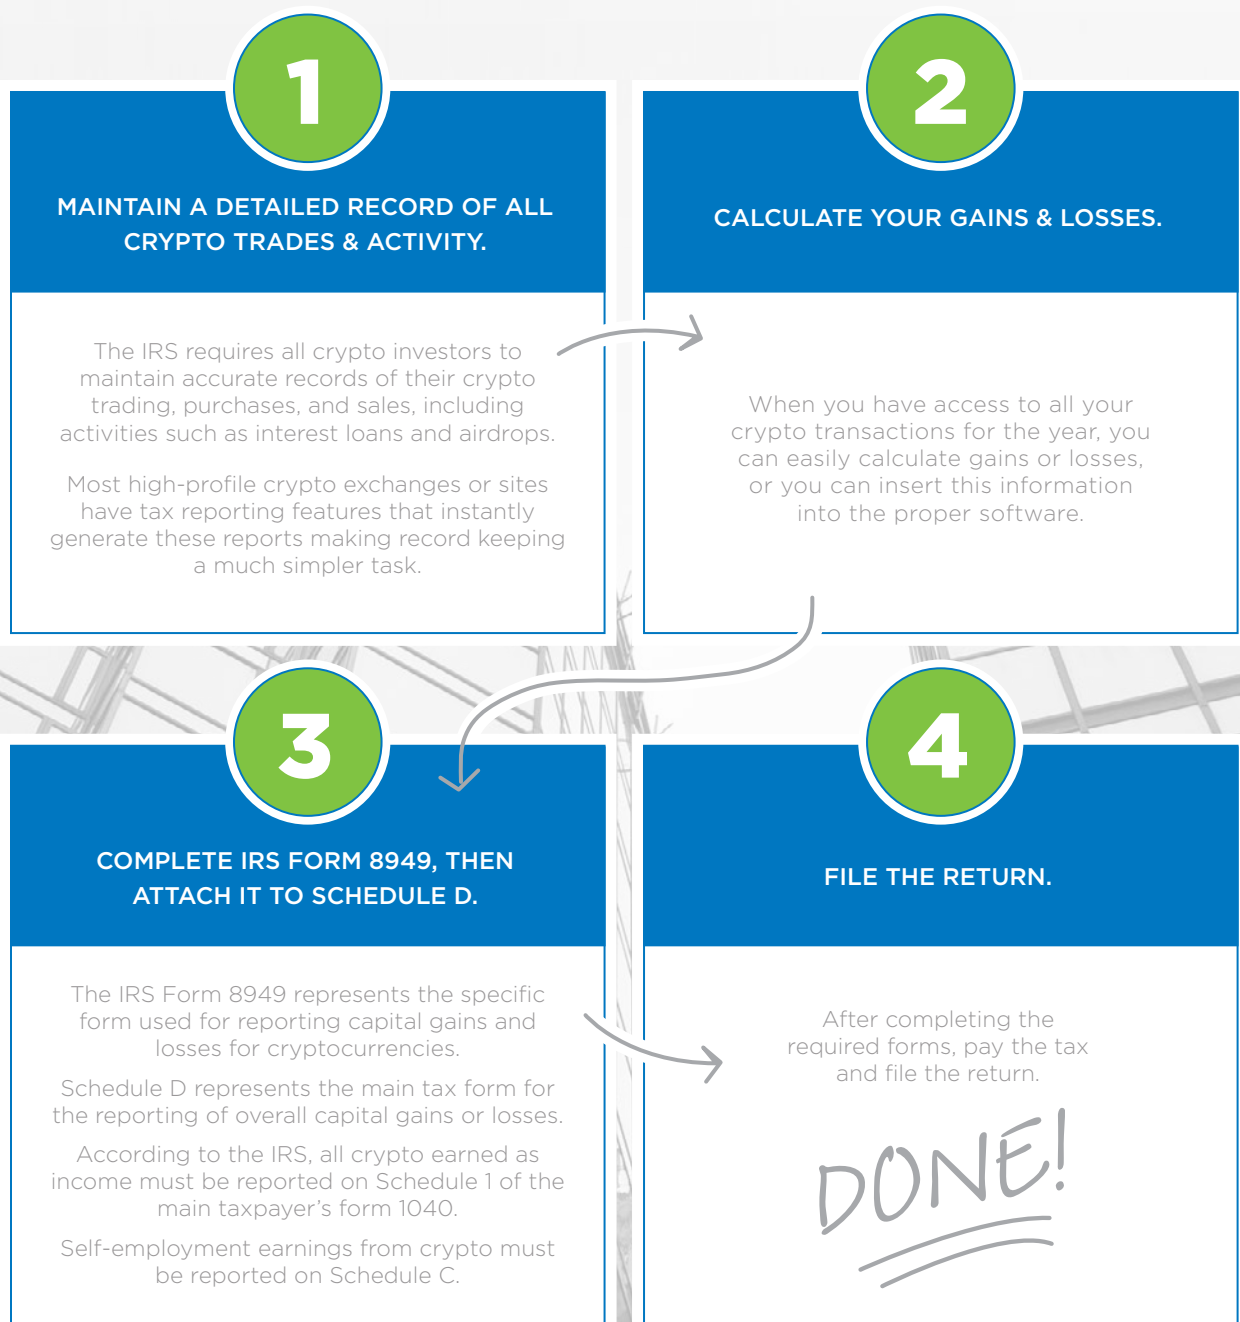 1
MAINTAIN A DETAILED RECORD OF ALL
CRYPTO TRADES & ACTIVITY.
The IRS requires all crypto investors to
maintain accurate records of their crypto
trading, purchases, and sales, including
activities such as interest loans and airdrops.
Most high-profile crypto exchanges or sites
have tax reporting features that instantly
generate these reports making record keeping
a much simpler task.
2
CALCULATE YOUR GAINS & LOSSES.
When you have access to all your
crypto transactions for the year, you
can easily calculate gains or losses,
or you can insert this information
into the proper software.
3
COMPLETE IRS FORM 8949, THEN
ATTACH IT TO SCHEDULE D.
The IRS Form 8949 represents the specific
form used for reporting capital gains and
losses for cryptocurrencies.
Schedule D represents the main tax form for
the reporting of overall capital gains or losses.
According to the IRS, all crypto earned as
income must be reported on Schedule 1 of the
main taxpayer's form 1040.
Self-employment earnings from crypto must
be reported on Schedule C.
4
FILE THE RETURN.
After completing the
required forms, pay the tax
and file the return.
DONE!